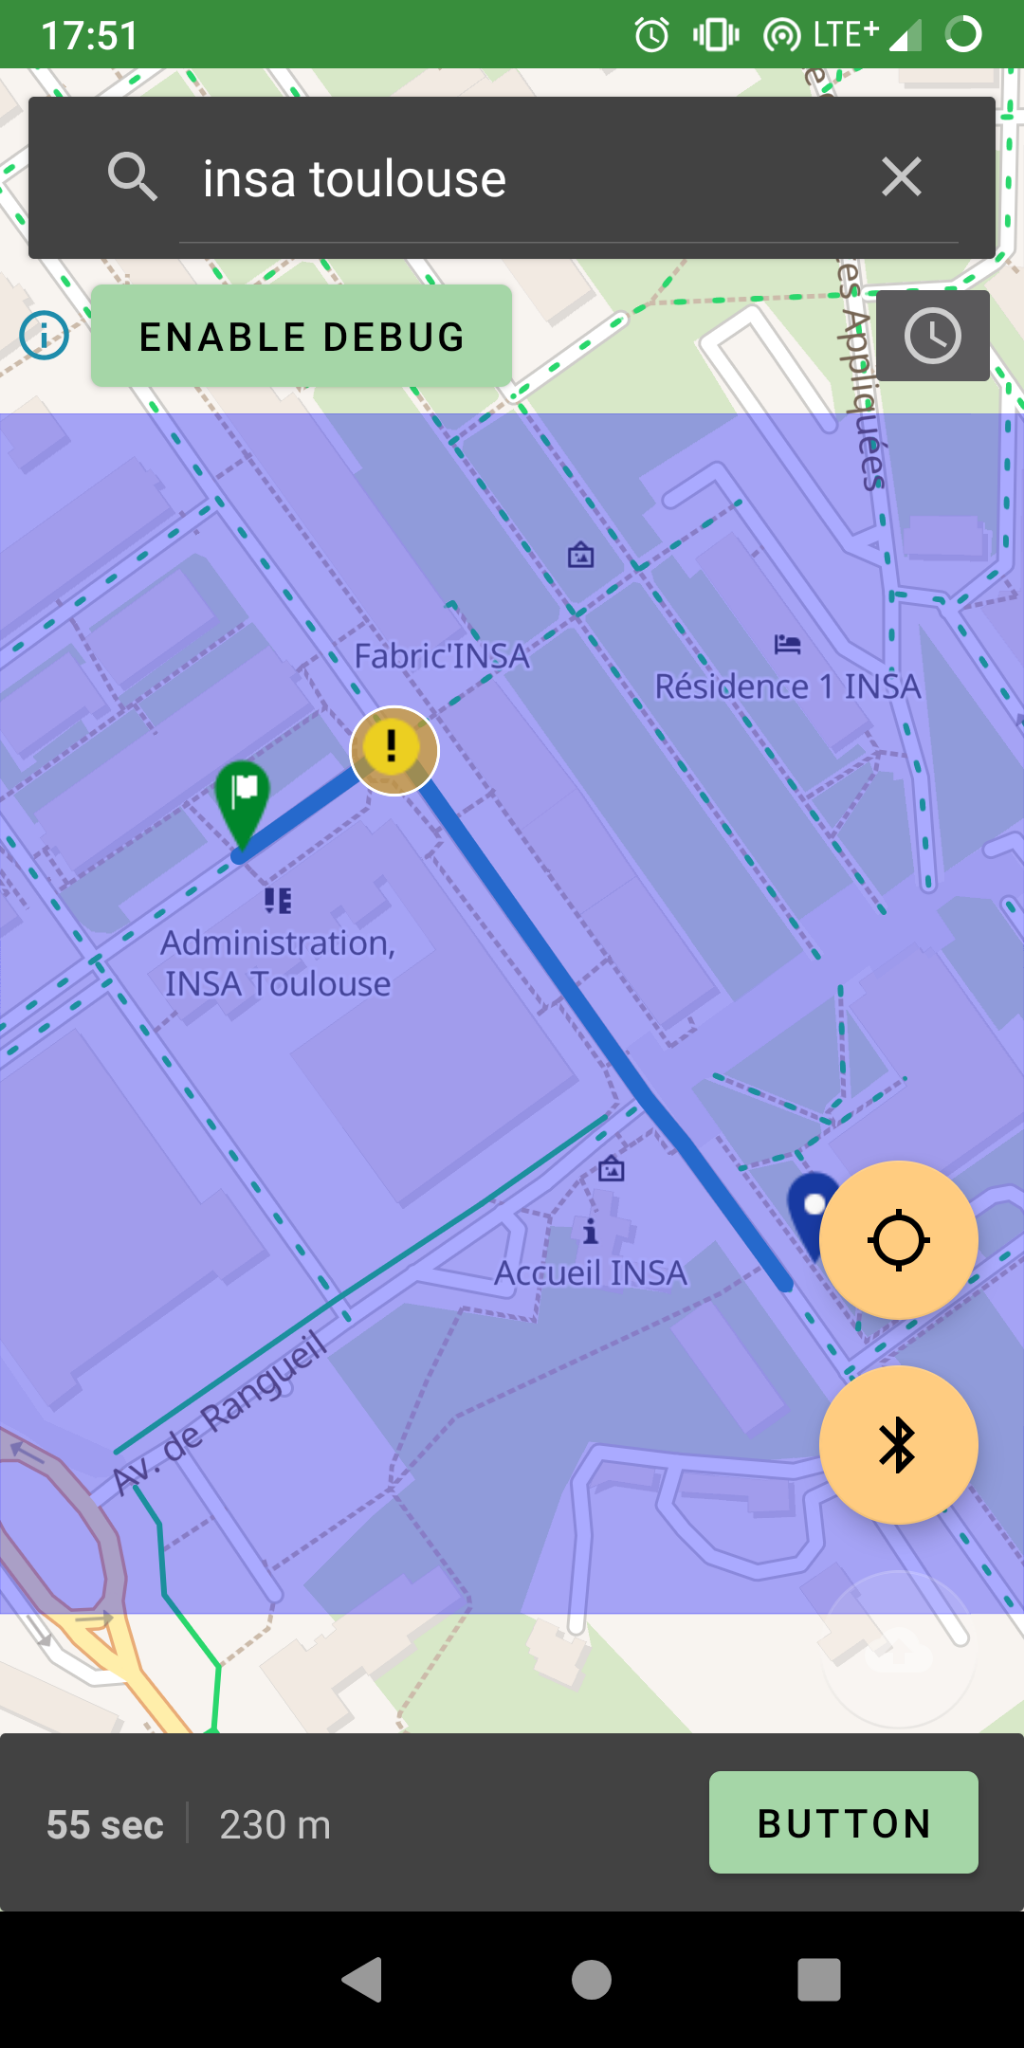 17:51
LTE+
insa toulouse
ENABLE DEBUG
es Appliquées
Fabric'INSA
Résidence 1 INSA
Administration,
INSA Toulouse
Accueil INSA
Av. de Rangueil
55 sec
230 m
BUTTON